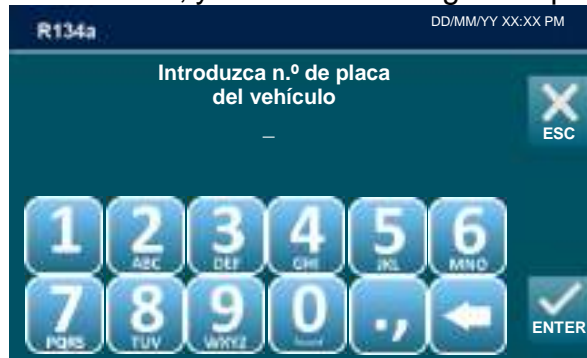 R134a
DD/MM/YY XX:XX PM
Introduzca n.º de placa
del vehículo
_
ESC
1 2 3 4 5 6
ABC DEF GHI JKL MNO
7 8 9 0 ., 
PQRS TUV WXYZ
ENTER